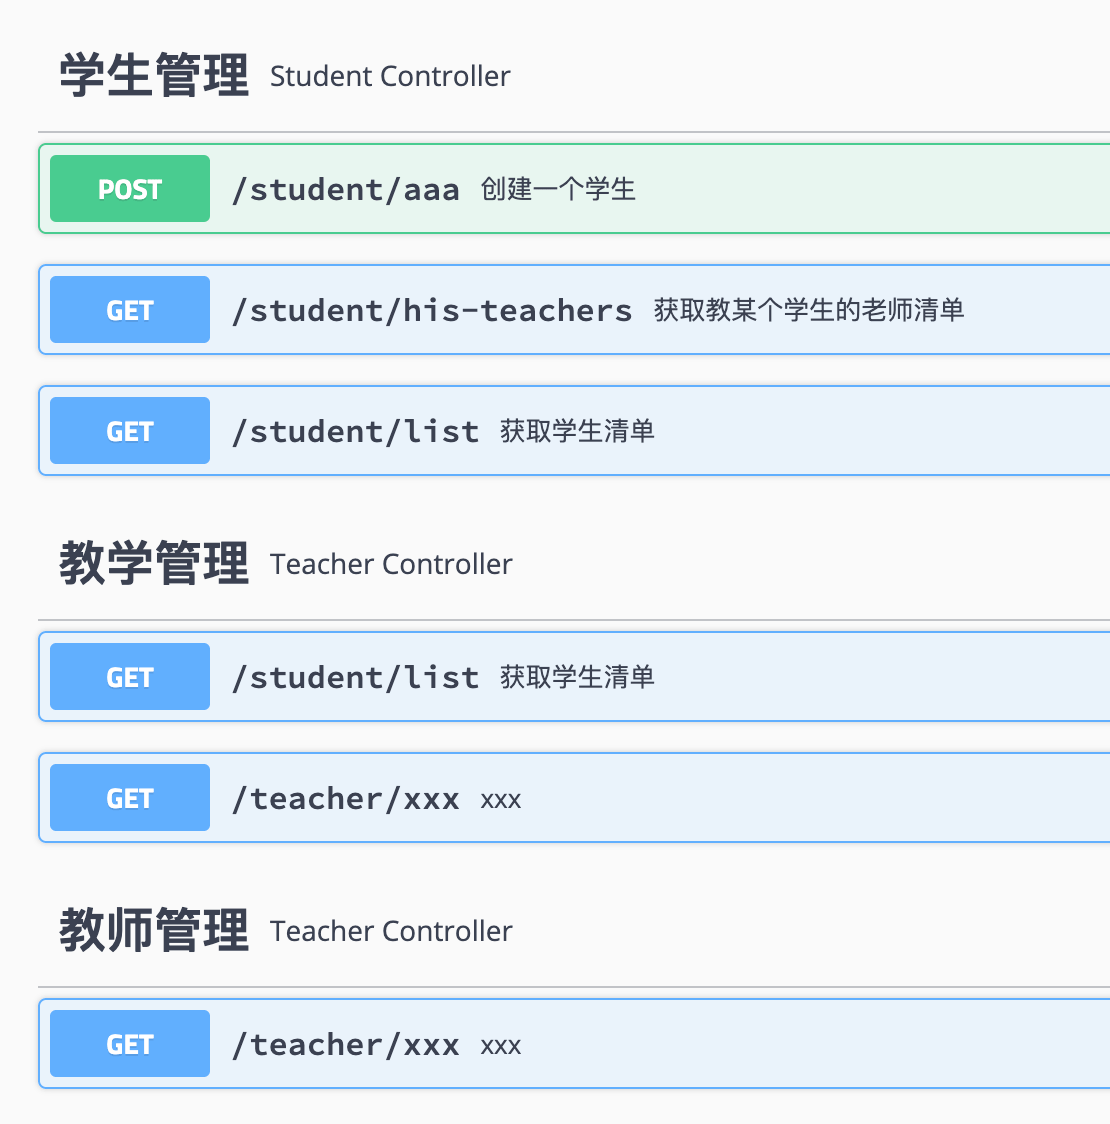 学生管理 Student Controller
POST /student/aaa 创建一个学生
GET /student/his-teachers 获取教某个学生的老师清单
GET /student/list 获取学生清单
教学管理 Teacher Controller
GET /student/list 获取学生清单
GET /teacher/xxx xxx
教师管理 Teacher Controller
GET /teacher/xxx xxx